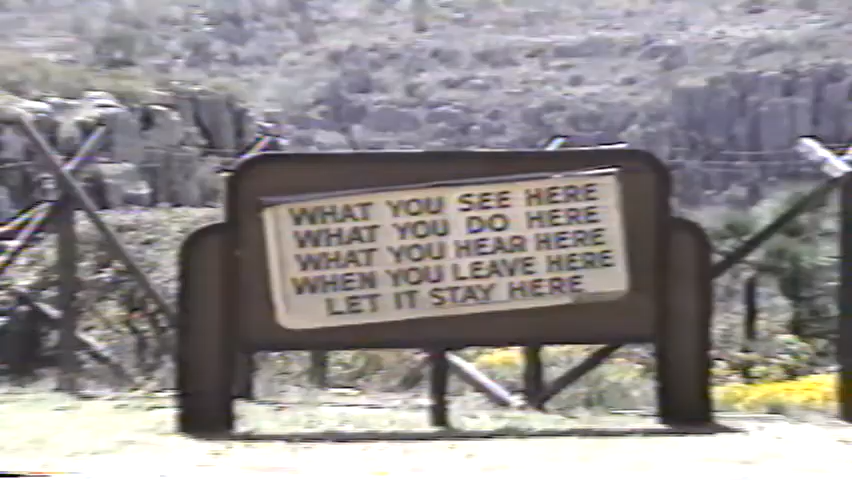 WHAT YOU SEE HERE
WHAT YOU DO HERE
WHAT YOU HEAR HERE
WHEN YOU LEAVE HERE
LET IT STAY HERE